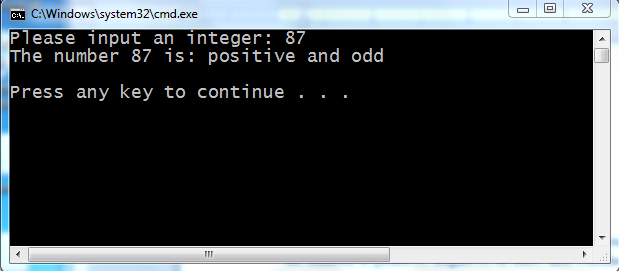 C:\Windows\system32\cmd.exe
Please input an integer: 87
The number 87 is: positive and odd
Press any key to continue . . .